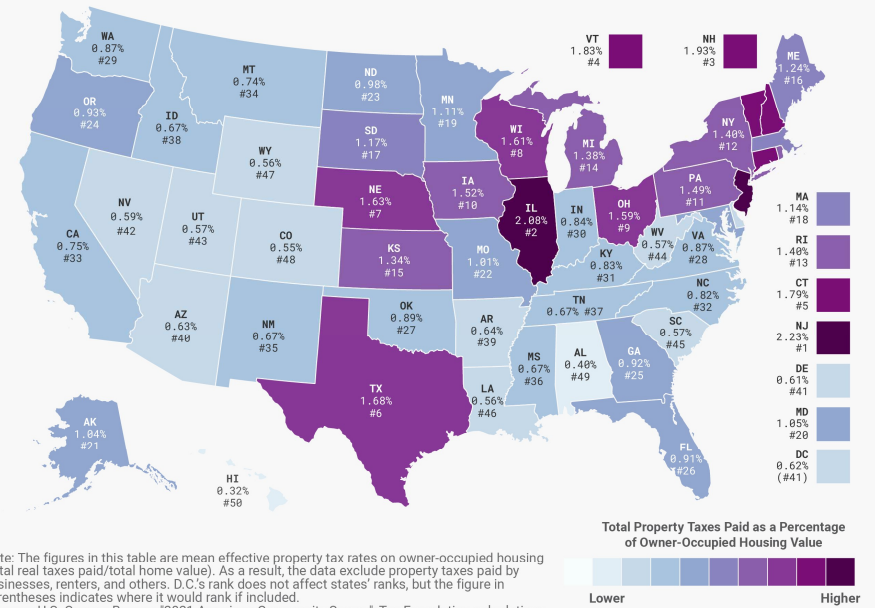 WA
0.87%
#29
VT
1.83%
#4
NH
1.93%
#3
ME
1.24%
#16
MT
0.74%
#34
ND
0.98%
#23
MN
1.11%
#19
OR
0.93%
#24
ID
0.67%
#38
WY
0.56%
#47
SD
1.17%
#17
WI
1.61%
#8
MI
1.38%
#14
NY
1.40%
#12
NV
0.59%
#42
UT
0.57%
#43
CO
0.55%
#48
NE
1.63%
#7
IA
1.52%
#10
IL
2.08%
#2
IN
0.84%
#30
OH
1.59%
#9
PA
1.49%
#11
CA
0.75%
#33
KS
1.34%
#15
MO
1.01%
#22
KY
0.83%
#31
WV
0.57%
#44
VA
0.87%
#28
MA
1.14%
#18
RI
1.40%
#13
CT
1.79%
#5
NJ
2.23%
#1
DE
0.61%
#41
MD
1.05%
#20
DC
0.62%
(#41)
AZ
0.63%
#40
NM
0.67%
#35
OK
0.89%
#27
AR
0.64%
#39
TN
0.67% #37
NC
0.82%
#32
SC
0.57%
#45
TX
1.68%
#6
LA
0.56%
#46
MS
0.67%
#36
AL
0.40%
#49
GA
0.92%
#25
FL
0.91%
#26
AK
1.04%
#21
HI
0.32%
#50
Total Property Taxes Paid as a Percentage
of Owner-Occupied Housing Value
Lower Higher
te: The figures in this table are mean effective property tax rates on owner-occupied housing
tal real taxes paid/total home value). As a result, the data exclude property taxes paid by
sinesses, renters, and others. D.C.'s rank does not affect states' ranks, but the figure in
rentheses indicates where it would rank if included.